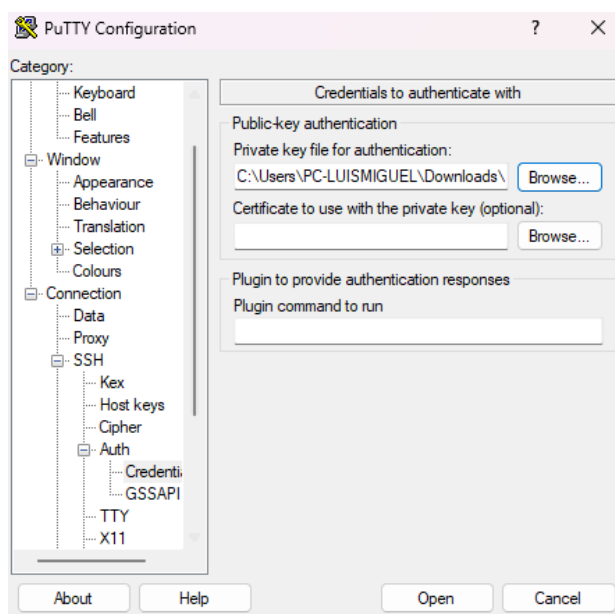 PuTTY Configuration
?
Category:
Keyboard
Bell
Features
Window
Appearance
Behaviour
Translation
Selection
Colours
Connection
Data
Proxy
SSH
Kex
Host keys
Cipher
Auth
Credentia
GSSAPI
TTY
X11
Credentials to authenticate with
Public-key authentication
Private key file for authentication:
C:\Users\PC-LUISMIGUEL\Downloads\
Browse...
Certificate to use with the private key (optional):
Browse...
Plugin to provide authentication responses
Plugin command to run
About
Help
Open
Cancel